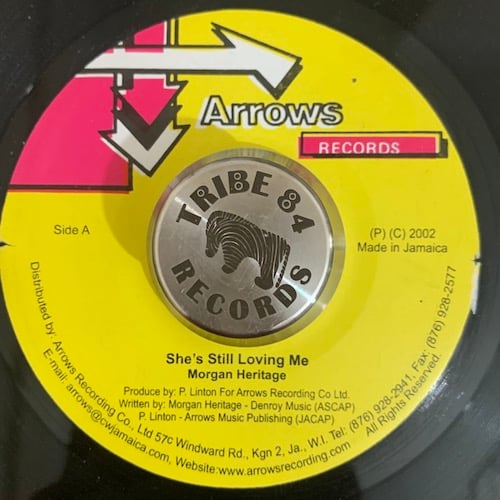 Arrows
RECORDS
Side A
(P) (C) 2002
Made in Jamaica
TRIBE 84
RECORDS
She's Still Loving Me
Morgan Heritage
Produce by: P. Linton For Arrows Recording Co Ltd.
Written by: Morgan Heritage - Denroy Music (ASCAP)
P. Linton - Arrows Music Publishing (JACAP)
Distributed by: Arrows Recording Co., Ltd 57c Windward Rd., Kgn 2, Ja., W.I. Tel: (876) 928-2941, Fax: (876) 928-2577
E-mail: arrows@cwjamaica.com, Website:www.arrowsrecording.com All Rights Reserved.